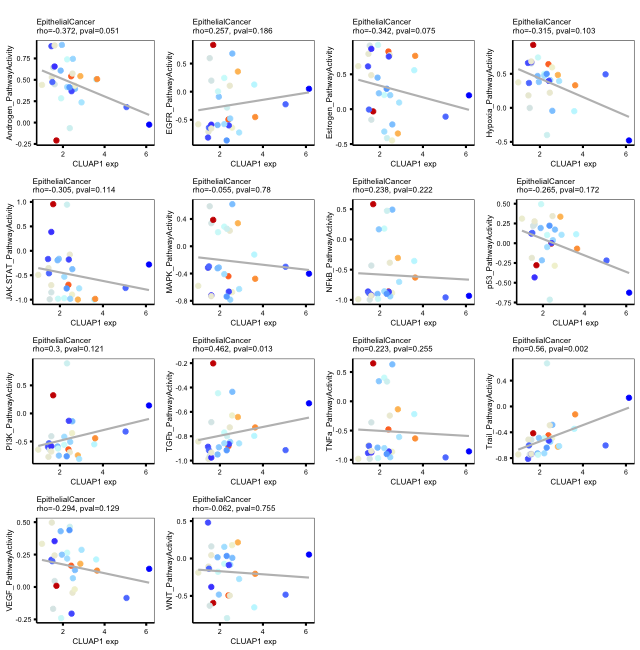 EpithelialCancer
rho=-0.372, pval=0.051
Androgen_PathwayActivity
0.75
0.50
0.25
0.00
-0.25
2 4 6
CLUAP1 exp
EpithelialCancer
rho=0.257, pval=0.186
EGFR_PathwayActivity
0.5
0.0
-0.5
2 4 6
CLUAP1 exp
EpithelialCancer
rho=-0.342, pval=0.075
Estrogen_PathwayActivity
1.0
0.5
0.0
-0.5
2 4 6
CLUAP1 exp
EpithelialCancer
rho=-0.315, pval=0.103
Hypoxia_PathwayActivity
1.0
0.5
0.0
-0.5
2 4 6
CLUAP1 exp
EpithelialCancer
rho=-0.305, pval=0.114
JAK-STAT_PathwayActivity
1.0
0.5
0.0
-0.5
-1.0
2 4 6
CLUAP1 exp
EpithelialCancer
rho=-0.055, pval=0.78
MAPK_PathwayActivity
0.4
0.0
-0.4
-0.8
2 4 6
CLUAP1 exp
EpithelialCancer
rho=0.238, pval=0.222
NFkB_PathwayActivity
0.5
0.0
-0.5
-1.0
2 4 6
CLUAP1 exp
EpithelialCancer
rho=-0.265, pval=0.172
p53_PathwayActivity
0.50
0.25
0.00
-0.25
-0.50
-0.75
2 4 6
CLUAP1 exp
EpithelialCancer
rho=0.3, pval=0.121
PI3K_PathwayActivity
0.5
0.0
-0.5
2 4 6
CLUAP1 exp
EpithelialCancer
rho=0.462, pval=0.013
TGFb_PathwayActivity
-0.2
-0.4
-0.6
-0.8
-1.0
2 4 6
CLUAP1 exp
EpithelialCancer
rho=0.223, pval=0.255
TNFa_PathwayActivity
0.5
0.0
-0.5
-1.0
2 4 6
CLUAP1 exp
EpithelialCancer
rho=0.56, pval=0.002
Trail_PathwayActivity
0.4
0.0
-0.4
-0.8
2 4 6
CLUAP1 exp
EpithelialCancer
rho=-0.294, pval=0.129
VEGF_PathwayActivity
0.50
0.25
0.00
-0.25
2 4 6
CLUAP1 exp
EpithelialCancer
rho=-0.062, pval=0.755
WNT_PathwayActivity
0.5
0.0
-0.5
2 4 6
CLUAP1 exp